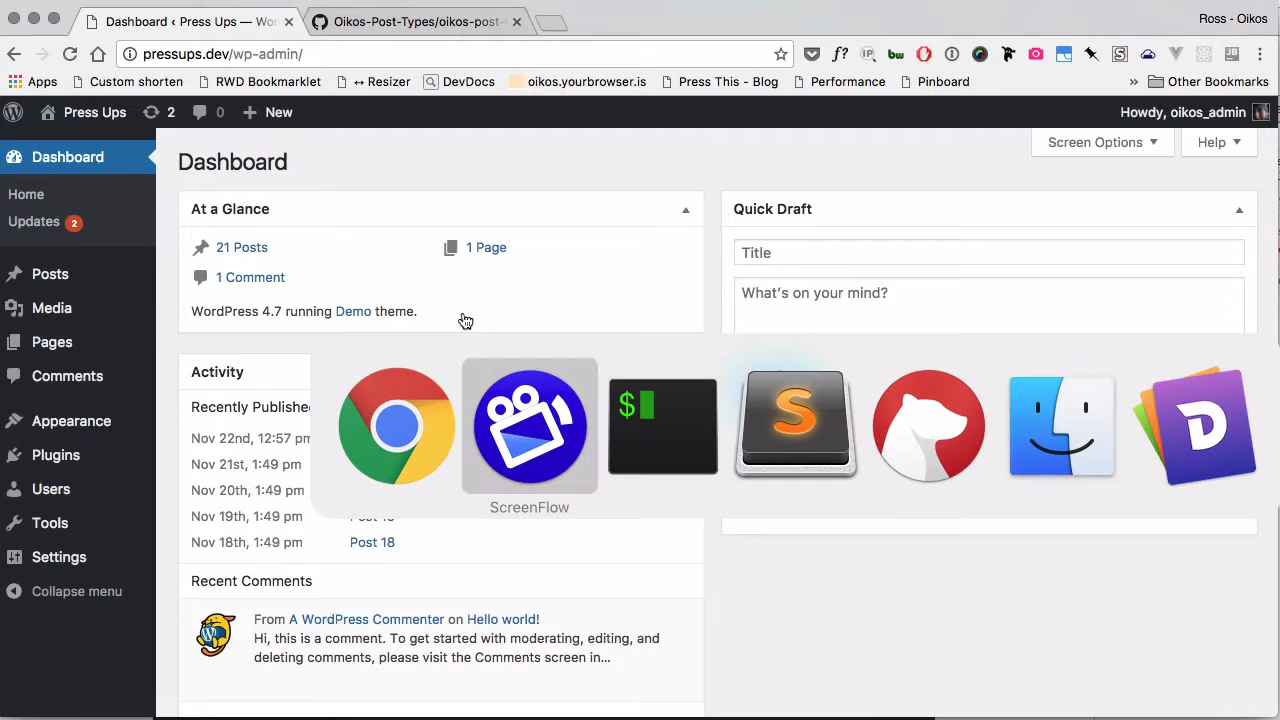 Dashboard ‹ Press Ups — Wor
Oikos-Post-Types/oikos-post-t
Ross - Oikos
pressups.dev/wp-admin/
Apps Custom shorten RWD Bookmarklet ↔ Resizer DevDocs oikos.yourbrowser.is Press This - Blog Performance Pinboard » Other Bookmarks
Press Ups 2 0 + New Howdy, oikos_admin
Screen Options Help
Dashboard
Home
Updates 2
Posts
Media
Pages
Comments
Appearance
Plugins
Users
Tools
Settings
Collapse menu
Dashboard
At a Glance
21 Posts 1 Page
1 Comment
WordPress 4.7 running Demo theme.
Quick Draft
Title
What's on your mind?
Activity
Recently Published
Nov 22nd, 12:57 pm
Nov 21st, 1:49 pm
Nov 20th, 1:49 pm
Nov 19th, 1:49 pm
Nov 18th, 1:49 pm Post 18
$
S
D
ScreenFlow
Recent Comments
From A WordPress Commenter on Hello world!
Hi, this is a comment. To get started with moderating, editing, and
deleting comments, please visit the Comments screen in…